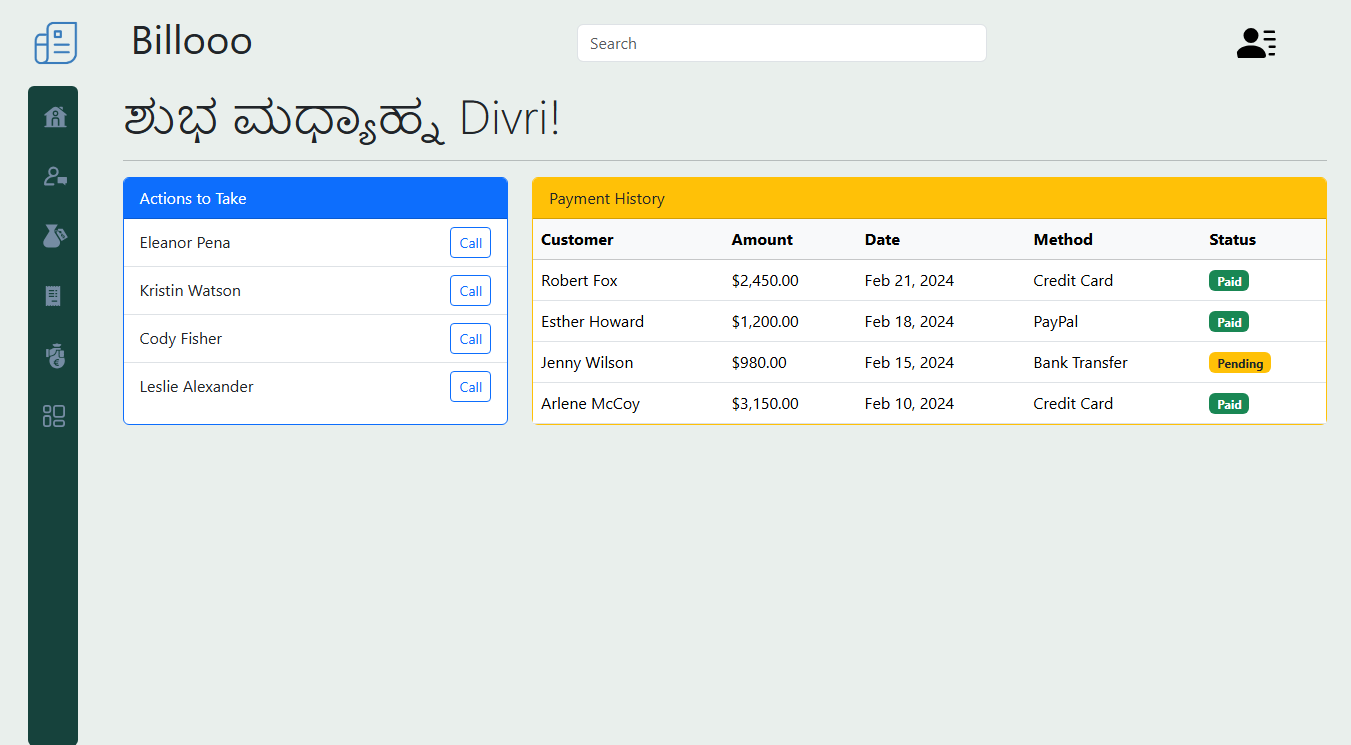 Billooo
Search
ಶುಭ ಮಧ್ಯಾಹ್ನ Divri!
Actions to Take
Eleanor Pena Call
Kristin Watson Call
Cody Fisher Call
Leslie Alexander Call
Payment History
Customer Amount Date Method Status
Robert Fox $2,450.00 Feb 21, 2024 Credit Card Paid
Esther Howard $1,200.00 Feb 18, 2024 PayPal Paid
Jenny Wilson $980.00 Feb 15, 2024 Bank Transfer Pending
Arlene McCoy $3,150.00 Feb 10, 2024 Credit Card Paid